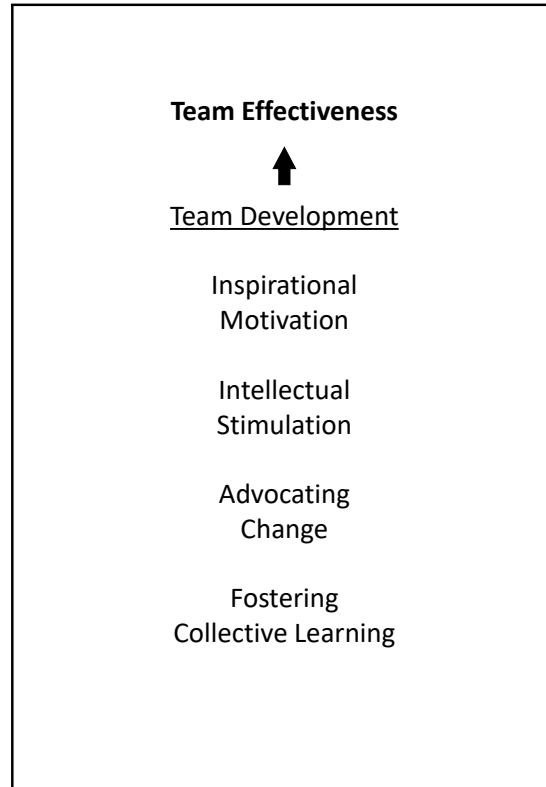 Team Effectiveness
Team Development
Inspirational
Motivation
Intellectual
Stimulation
Advocating
Change
Fostering
Collective Learning